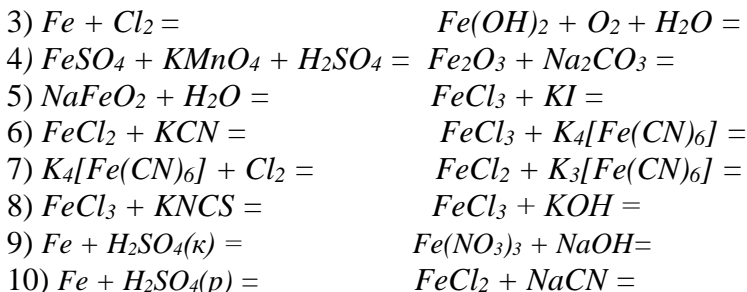 3) Fe + Cl2 = Fe(OH)2 + O2 + H2O =
4) FeSO4 + KMnO4 + H2SO4 = Fe2O3 + Na2CO3 =
5) NaFeO2 + H2O = FeCl3 + KI =
6) FeCl2 + KCN = FeCl3 + K4[Fe(CN)6] =
7) K4[Fe(CN)6] + Cl2 = FeCl2 + K3[Fe(CN)6] =
8) FeCl3 + KNCS = FeCl3 + KOH =
9) Fe + H2SO4(к) = Fe(NO3)3 + NaOH=
10) Fe + H2SO4(р) = FeCl2 + NaCN =